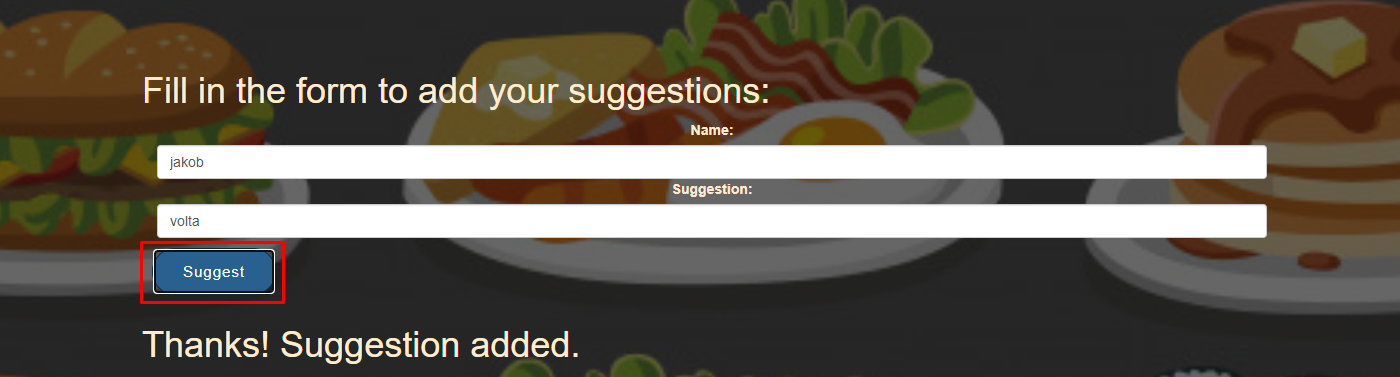 Fill in the form to add your suggestions:
Name:
jakob
Suggestion:
volta
Suggest
Thanks! Suggestion added.